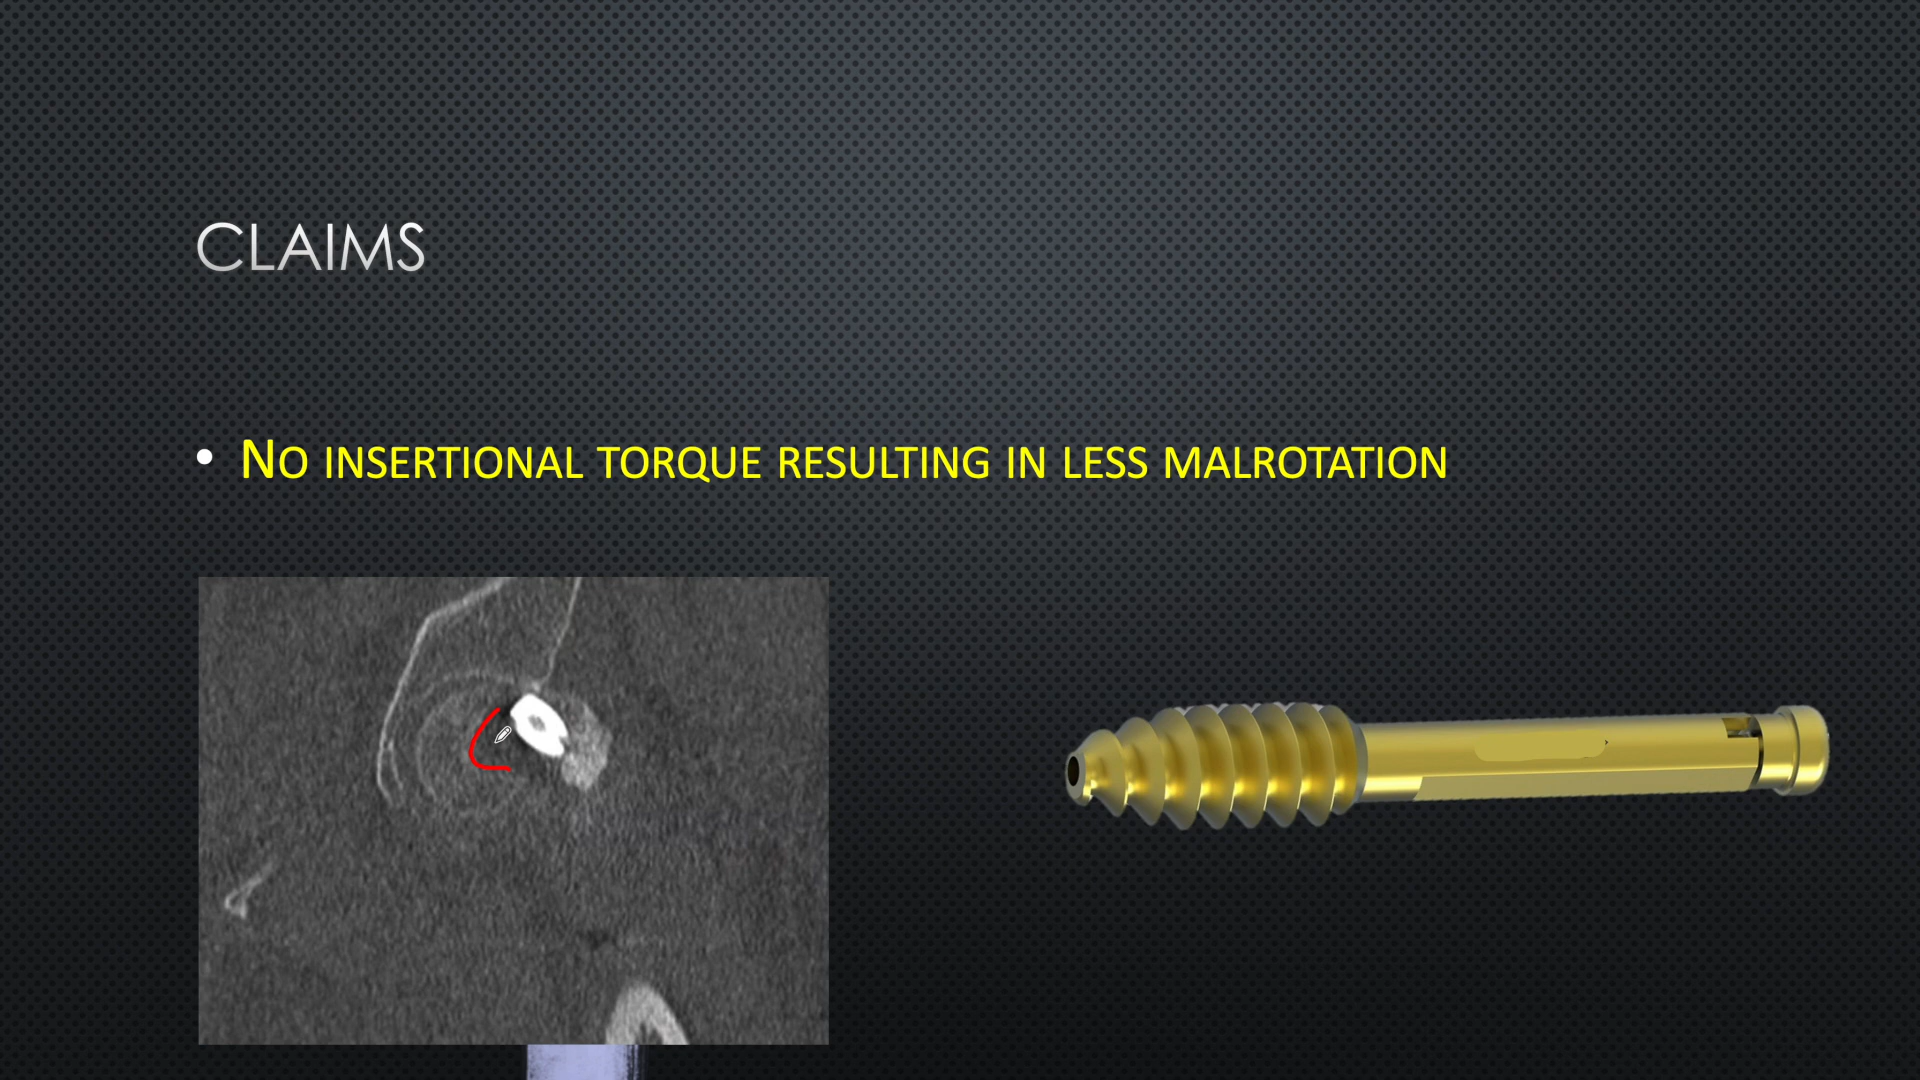 CLAIMS
• NO INSERTIONAL TORQUE RESULTING IN LESS MALROTATION